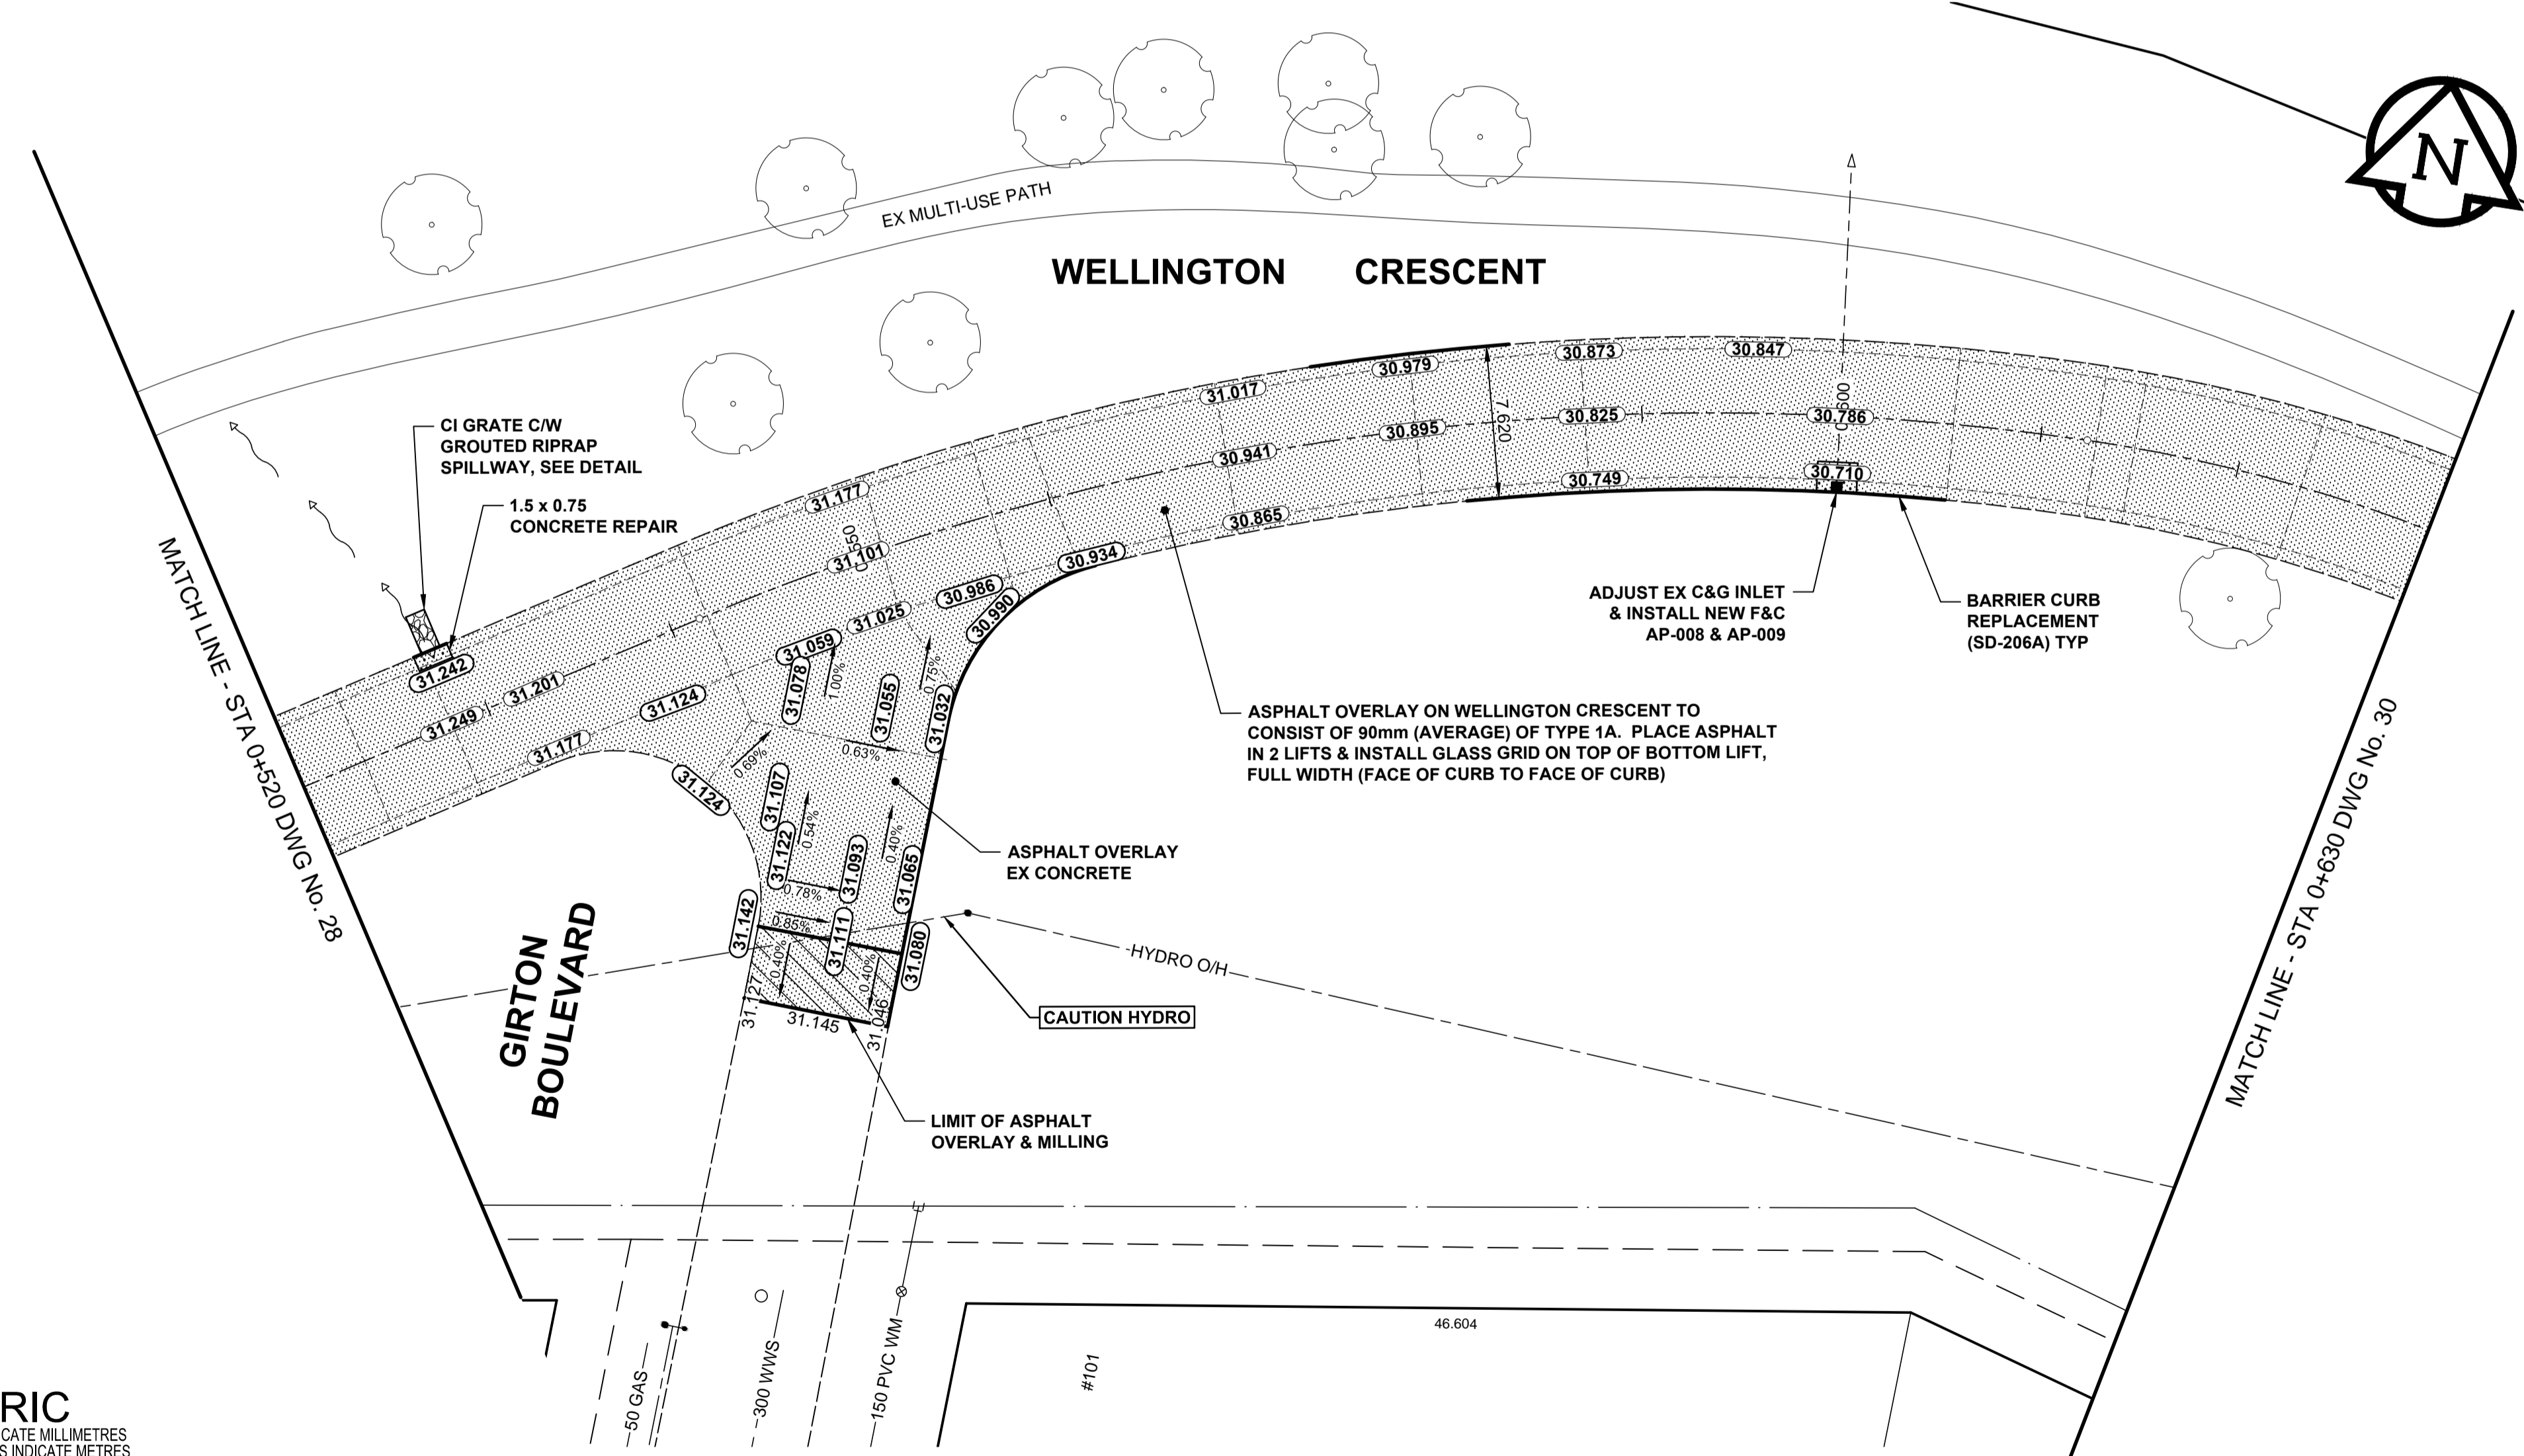 N
EX MULTI-USE PATH
WELLINGTON CRESCENT
30.979
30.873
30.847
31.017
7.620
30.895
30.825
30.786
30.941
30.749
30.710
31.177
30.865
31.101
30.934
CI GRATE C/W
GROUTED RIPRAP
SPILLWAY, SEE DETAIL
1.5 x 0.75
CONCRETE REPAIR
MATCH LINE - STA 0+520 DWG No. 28
31.242
31.201
31.249
31.124
31.177
31.124
31.025
30.986
30.990
31.059
31.078
1.00%
31.055
0.75%
31.032
0.69%
0.63%
31.107
0.54%
0.40%
31.122
31.093
31.065
0.78%
0.85%
31.142
31.111
31.080
0.40%
0.40%
31.127
31.145
31.046
ADJUST EX C&G INLET
& INSTALL NEW F&C
AP-008 & AP-009
BARRIER CURB
REPLACEMENT
(SD-206A) TYP
ASPHALT OVERLAY ON WELLINGTON CRESCENT TO
CONSIST OF 90mm (AVERAGE) OF TYPE 1A. PLACE ASPHALT
IN 2 LIFTS & INSTALL GLASS GRID ON TOP OF BOTTOM LIFT,
FULL WIDTH (FACE OF CURB TO FACE OF CURB)
ASPHALT OVERLAY
EX CONCRETE
MATCH LINE - STA 0+630 DWG No. 30
GIRTON
BOULEVARD
HYDRO O/H
CAUTION HYDRO
LIMIT OF ASPHALT
OVERLAY & MILLING
50 GAS
300 WWS
150 PVC WM
#101
46.604
RIC
CATE MILLIMETRES
S INDICATE METRES